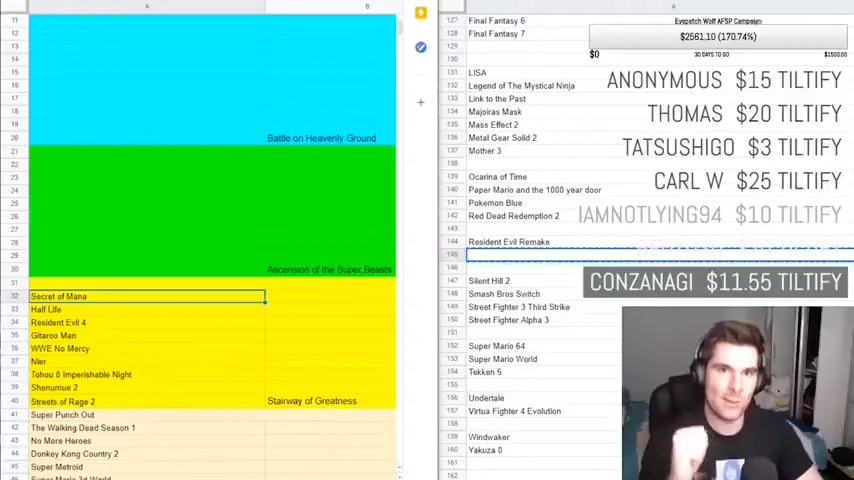 A
B
11
12
13
14
15
16
17
18
19
20 Battle on Heavenly Ground
21
22
23
24
25
26
27
28
29
30 Ascension of the Super Beasts
31
32 Secret of Mana
33 Half Life
34 Resident Evil 4
35 Gitaroo Man
36 WWE No Mercy
37 Nier
38 Tohou 8 Imperishable Night
39 Shenumue 2
40 Streets of Rage 2 Stairway of Greatness
41 Super Punch Out
42 The Walking Dead Season 1
43 No More Heroes
44 Donkey Kong Country 2
45 Super Metroid
46 Super Mario 3d World
A
127 Final Fantasy 6
128 Final Fantasy 7
129
130
131 LISA
132 Legend of The Mystical Ninja
133 Link to the Past
134 Majoiras Mask
135 Mass Effect 2
136 Metal Gear Solid 2
137 Mother 3
138
139 Ocarina of Time
140 Paper Mario and the 1000 year door
141 Pokemon Blue
142 Red Dead Redemption 2
144 Resident Evil Remake
145
146
147 Silent Hill 2
148 Smash Bros Switch
149 Street Fighter 3 Third Strike
150 Street Fighter Alpha 3
151
152 Super Mario 64
153 Super Mario World
154 Tekken 5
155
156 Undertale
157 Virtua Fighter 4 Evolution
158
159 Windwaker
160 Yakuza 0
161
162
Eyepatch Wolf AFSP Campaign
$2561.10 (170.74%)
$0 30 DAYS TO GO $1500.00
ANONYMOUS $15 TILTIFY
THOMAS $20 TILTIFY
TATSUSHIGO $3 TILTIFY
CARL W $25 TILTIFY
IAMNOTLYING94 $10 TILTIFY
CONZANAGI $11.55 TILTIFY